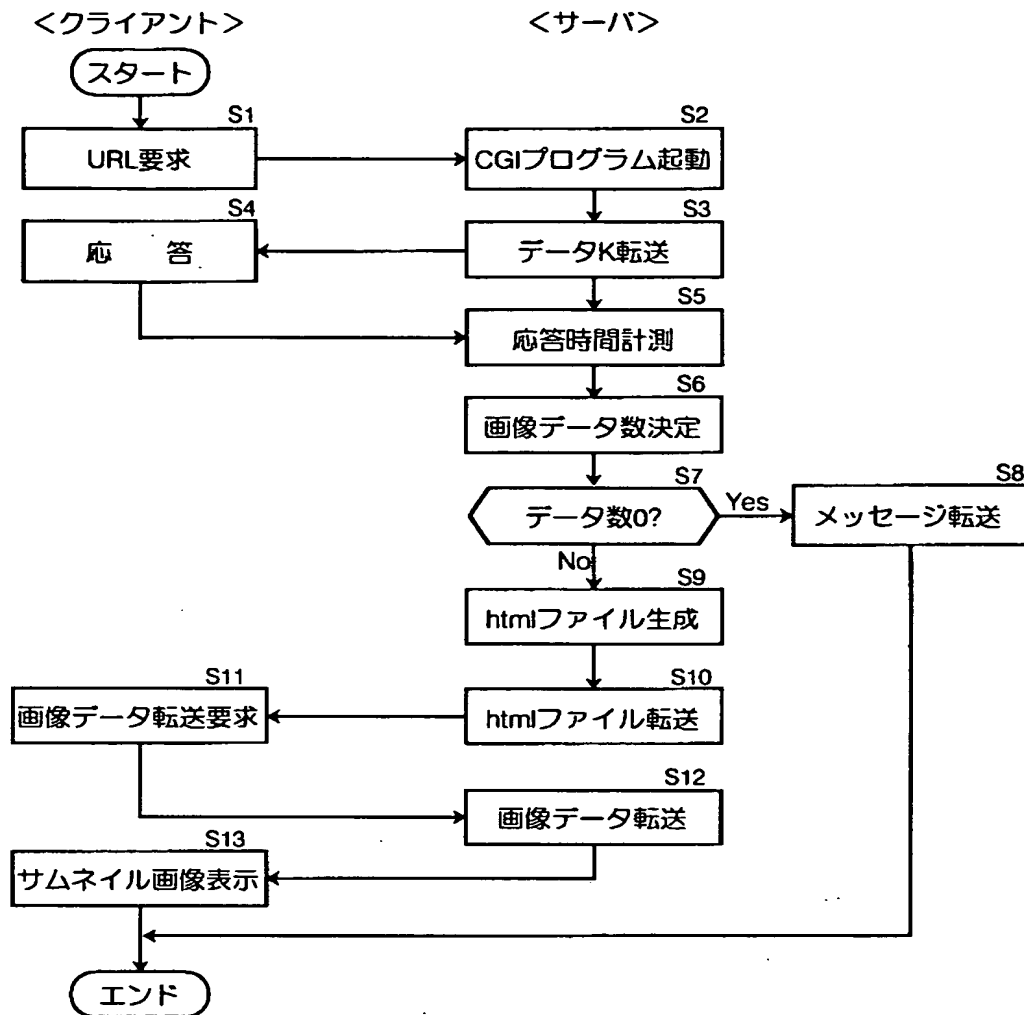 ＜クライアント＞
＜サーバ＞
スタート
S1
URL要求
S2
CGIプログラム起動
S4
応 答
S3
データK転送
S5
応答時間計測
S6
画像データ数決定
S7
データ数0?
Yes
S8
メッセージ転送
No
S9
htmlファイル生成
S11
画像データ転送要求
S10
htmlファイル転送
S12
画像データ転送
S13
サムネイル画像表示
エンド